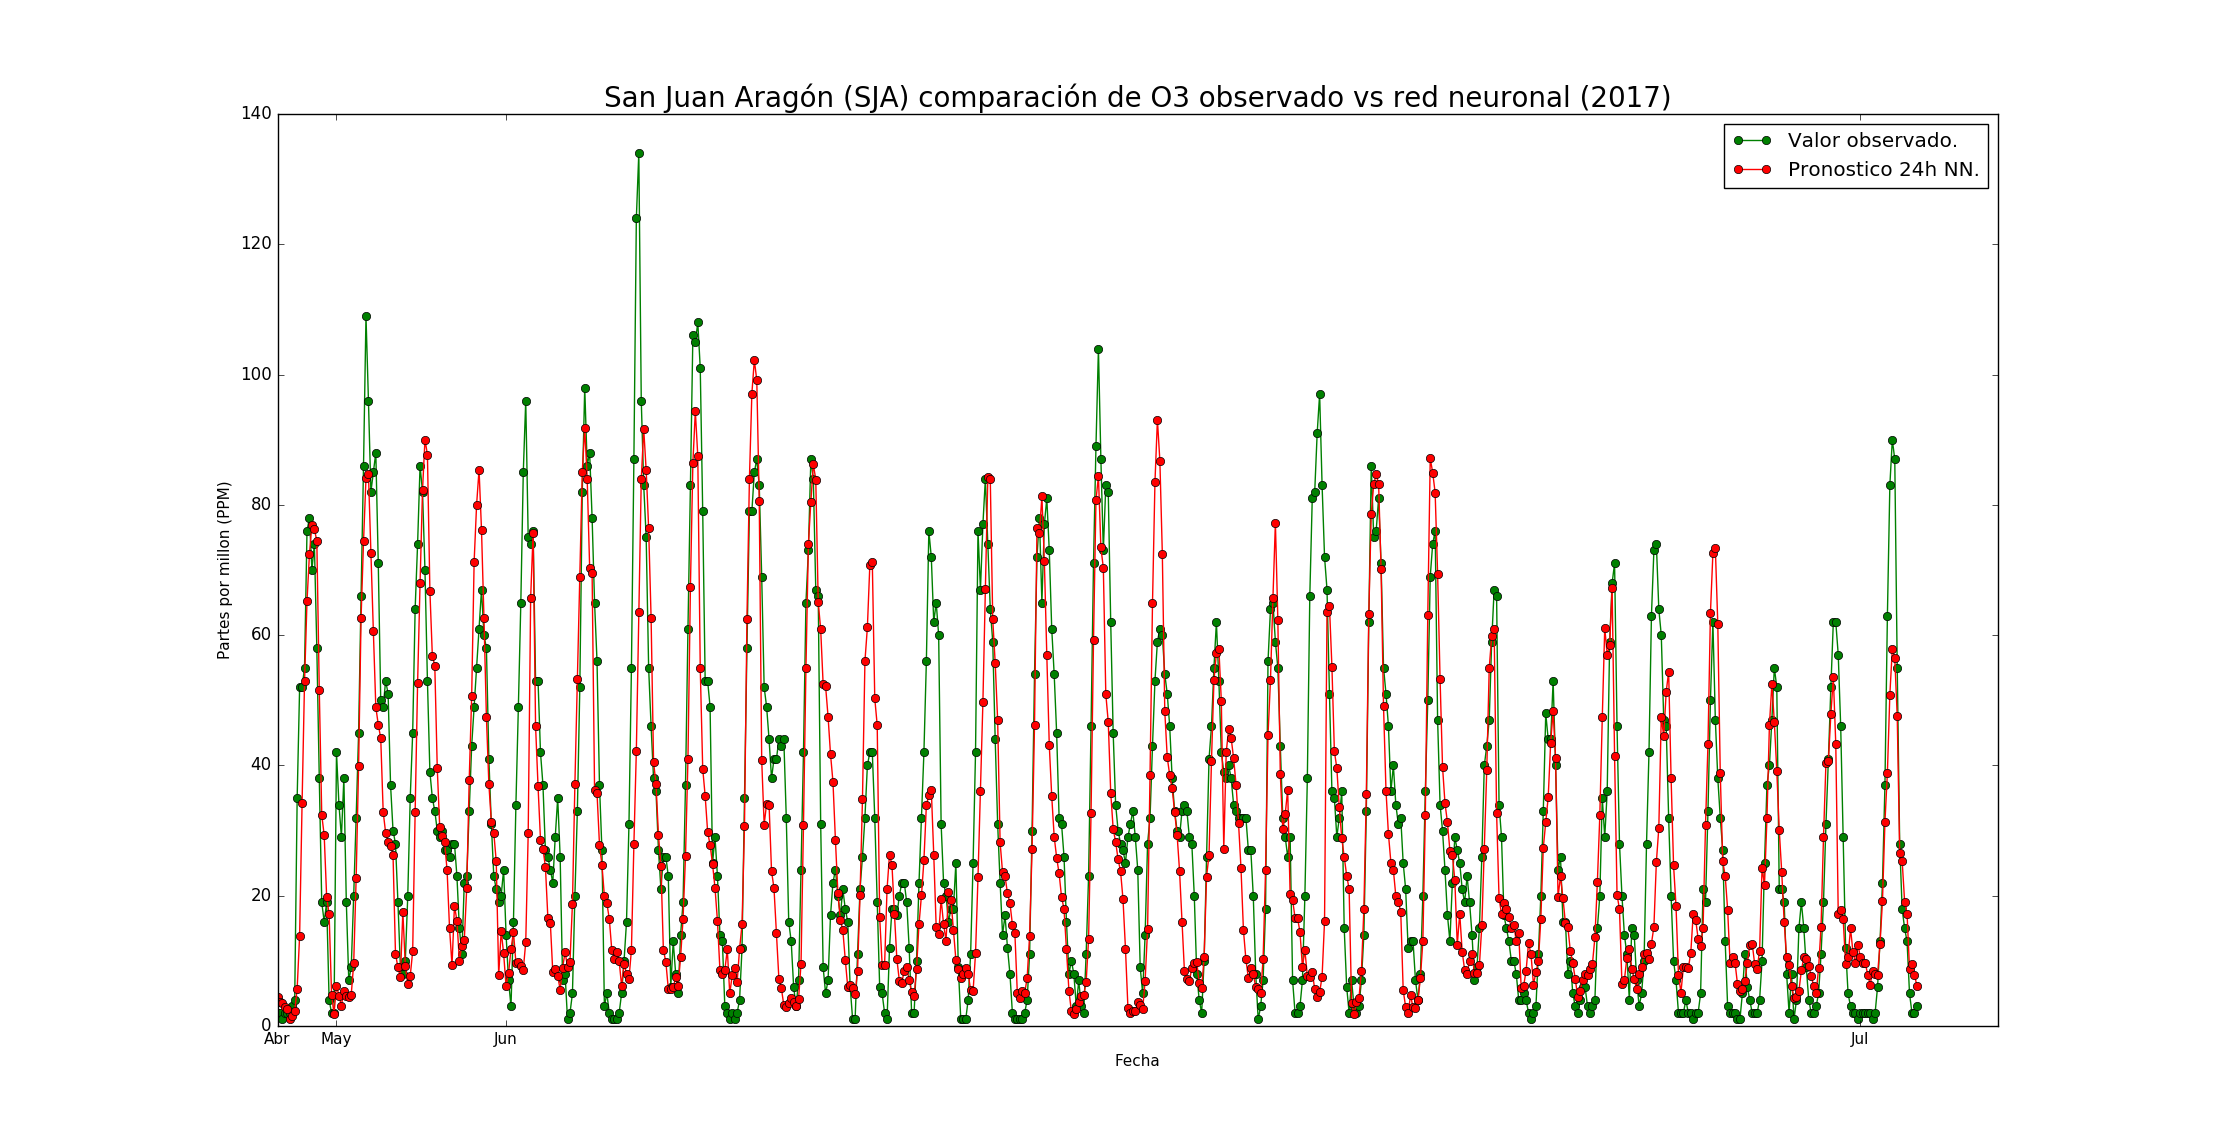 San Juan Aragón (SJA) comparación de O3 observado vs red neuronal (2017)
140
120
100
80
60
40
20
0
Partes por millon (PPM)
Valor observado.
Pronostico 24h NN.
Abr May Jun Jul
Fecha